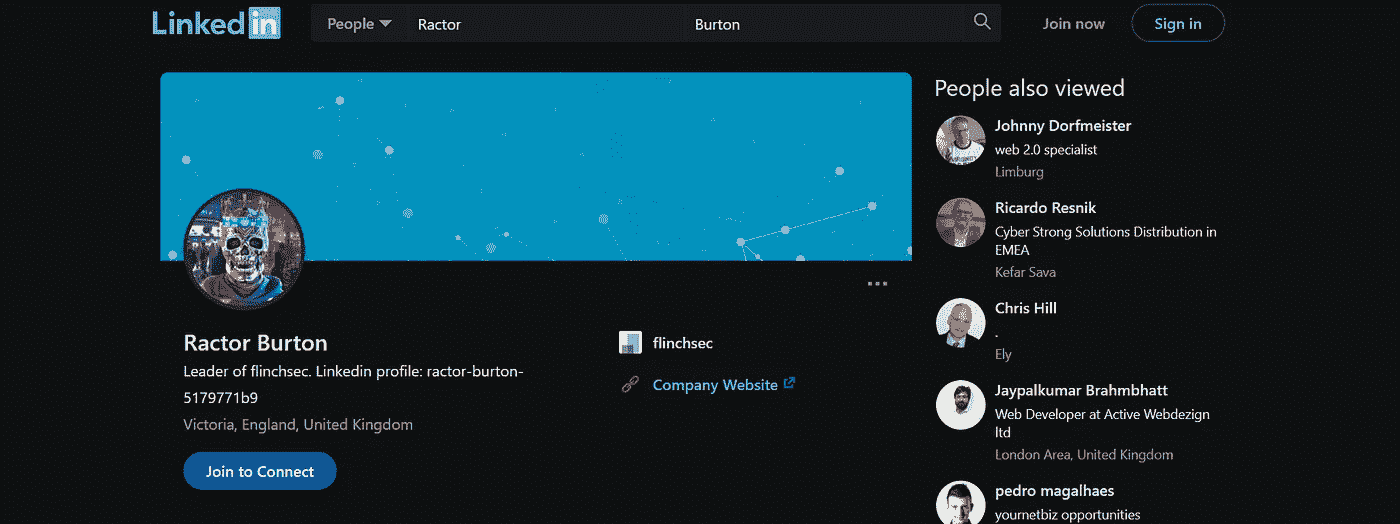 Linked in People Ractor Burton Join now Sign in
Ractor Burton
Leader of flinchsec. Linkedin profile: ractor-burton-
5179771b9
Victoria, England, United Kingdom
Join to Connect
flinchsec
Company Website
People also viewed
Johnny Dorfmeister
web 2.0 specialist
Limburg
Ricardo Resnik
Cyber Strong Solutions Distribution in
EMEA
Kefar Sava
Chris Hill
.
Ely
Jaypalkumar Brahmbhatt
Web Developer at Active Webdezign
ltd
London Area, United Kingdom
pedro magalhaes
yournetbiz opportunities